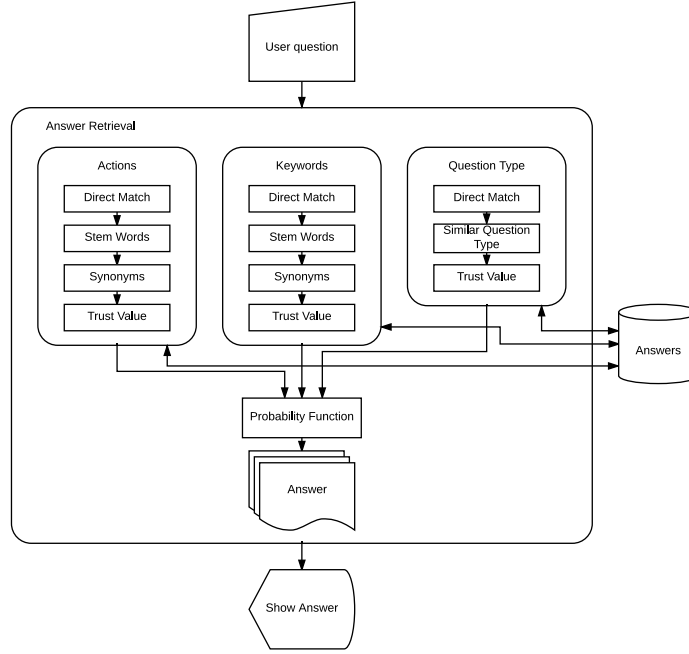 User question
Answer Retrieval
Actions
Direct Match
Stem Words
Synonyms
Trust Value
Keywords
Direct Match
Stem Words
Synonyms
Trust Value
Question Type
Direct Match
Similar Question
Type
Trust Value
Answers
Probability Function
Answer
Show Answer